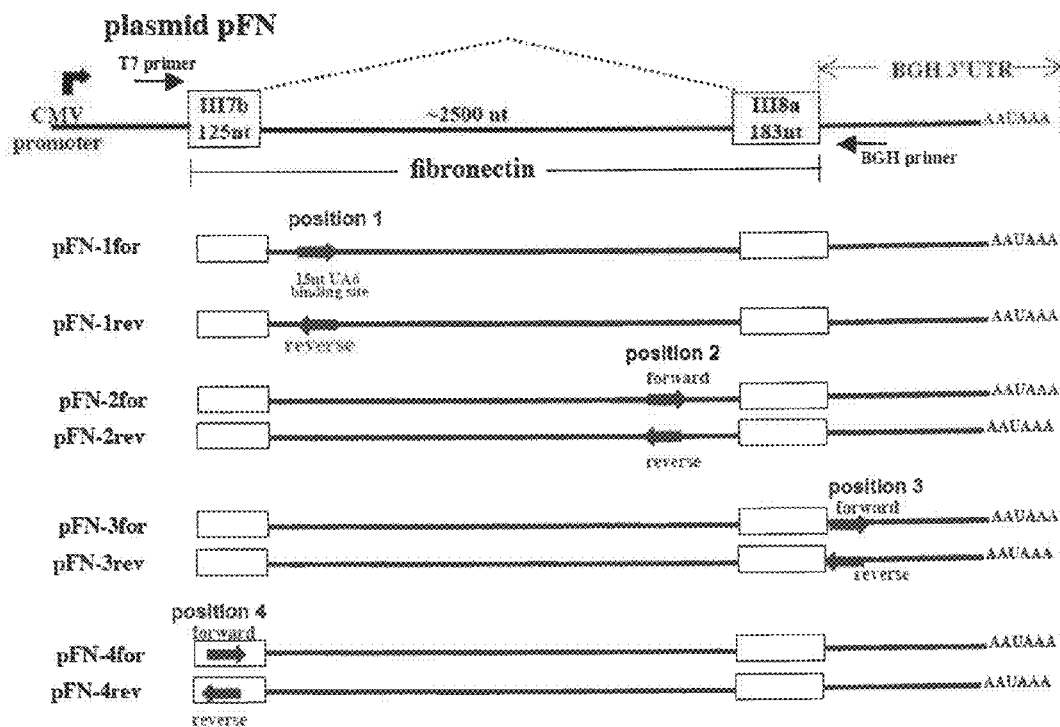 plasmid pFN
T7 primer
BGH 3'UTR
CMV
promoter
III7b
125nt
~2500 nt
III8a
183nt
AAUAAA
BGH primer
fibronectin
position 1
pFN-1for
AAUAAA
15nt UA6
binding site
pFN-1rev
AAUAAA
reverse
position 2
forward
pFN-2for
AAUAAA
pFN-2rev
AAUAAA
reverse
position 3
forward
pFN-3for
AAUAAA
pFN-3rev
AAUAAA
reverse
position 4
forward
pFN-4for
AAUAAA
pFN-4rev
AAUAAA
reverse